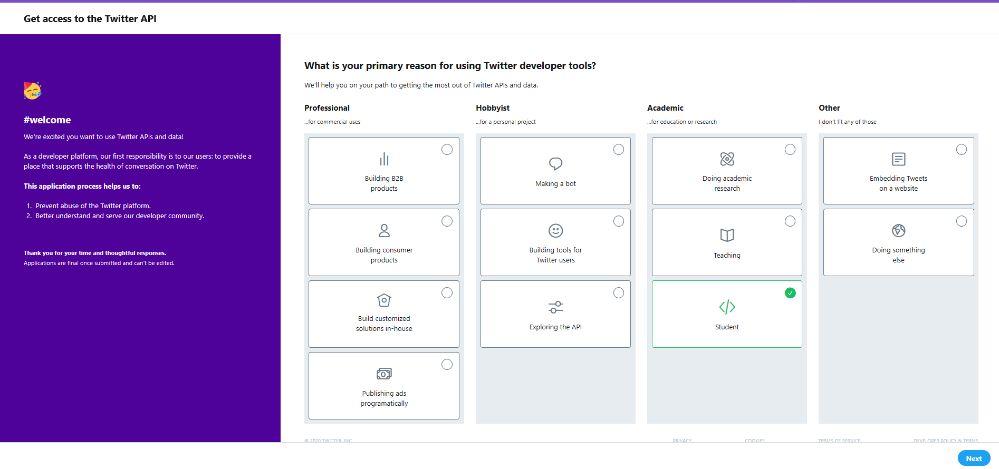 Get access to the Twitter API
#welcome
We're excited you want to use Twitter APIs and data!
As a developer platform, our first responsibility is to our users: to provide a
place that supports the health of conversation on Twitter.
This application process helps us to:
1. Prevent abuse of the Twitter platform.
2. Better understand and serve our developer community.
Thank you for your time and thoughtful responses.
Applications are final once submitted and can't be edited.
What is your primary reason for using Twitter developer tools?
We'll help you on your path to getting the most out of Twitter APIs and data.
Professional
...for commercial uses
Building B2B
products
Building consumer
products
Build customized
solutions in-house
Publishing ads
programatically
Hobbyist
...for a personal project
Making a bot
Building tools for
Twitter users
Exploring the API
Academic
...for education or research
Doing academic
research
Teaching
Student
Other
I don't fit any of those
Embedding Tweets
on a website
Doing something
else
© 2020 TWITTER, INC.
PRIVACY
COOKIES
TERMS OF SERVICE
DEVELOPER POLICY & TERMS
Next